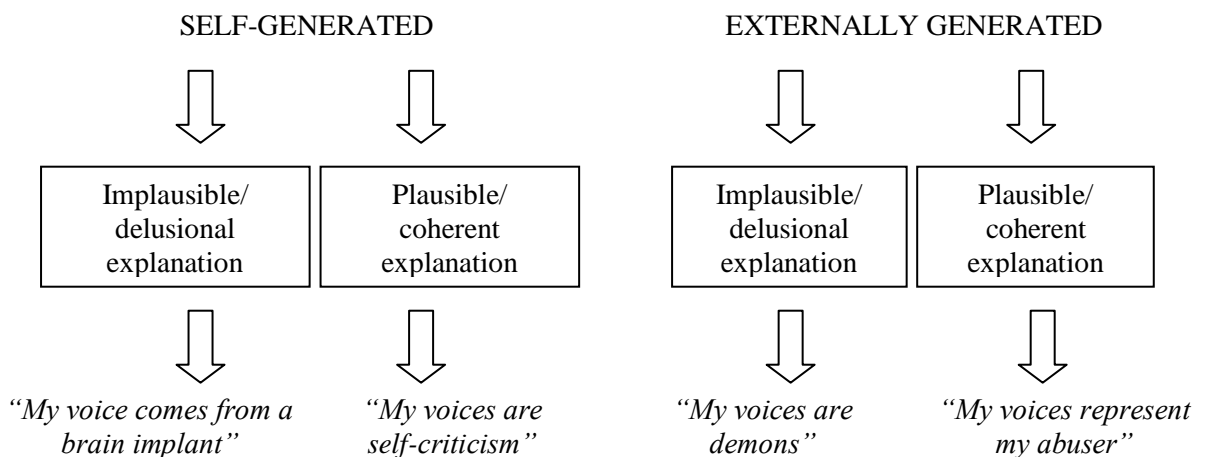 SELF-GENERATED
EXTERNALLY GENERATED
Implausible/
delusional
explanation
Plausible/
coherent
explanation
Implausible/
delusional
explanation
Plausible/
coherent
explanation
“My voice comes from a
brain implant”
“My voices are
self-criticism”
“My voices are
demons”
“My voices represent
my abuser”